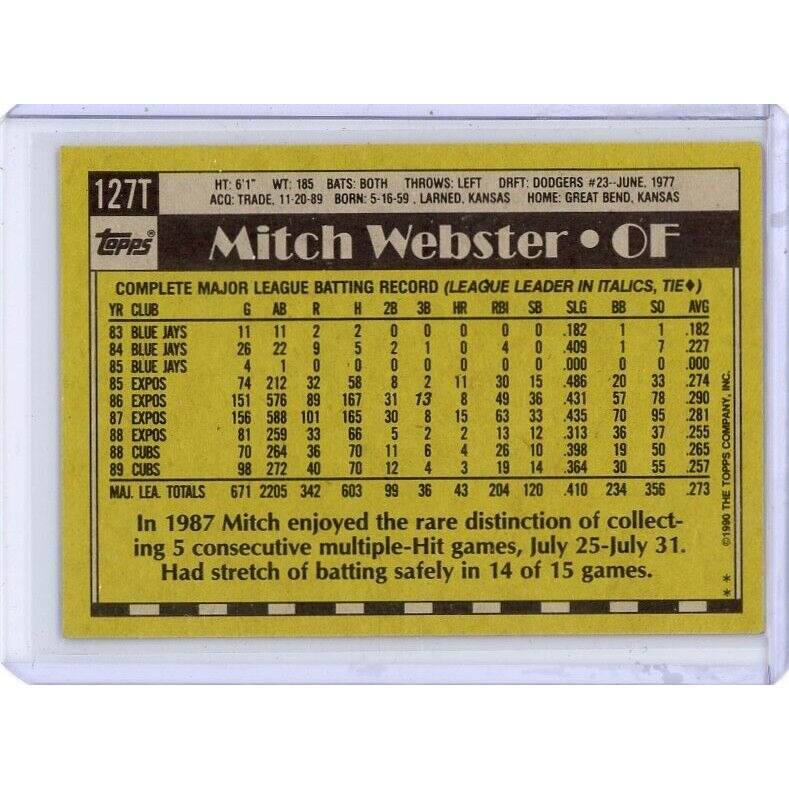 127T
HT: 6'1" WT: 185 BATS: BOTH THROWS: LEFT DRFT: DODGERS #23--JUNE, 1977
ACQ: TRADE, 11-20-89 BORN: 5-16-59 , LARNED, KANSAS HOME: GREAT BEND, KANSAS
Topps®
Mitch Webster • OF
COMPLETE MAJOR LEAGUE BATTING RECORD (LEAGUE LEADER IN ITALICS, TIE♦)
YR CLUB G AB R H 2B 3B HR RBI SB SLG BB SO AVG
83 BLUE JAYS 11 11 2 2 0 0 0 0 0 .182 1 1 .182
84 BLUE JAYS 26 22 9 5 2 1 0 4 0 .409 1 7 .227
85 BLUE JAYS 4 1 0 0 0 0 0 0 0 .000 0 0 .000
85 EXPOS 74 212 32 58 8 2 11 30 15 .486 20 33 .274
86 EXPOS 151 576 89 167 31 13 8 49 36 .431 57 78 .290
87 EXPOS 156 588 101 165 30 8 15 63 33 .435 70 95 .281
88 EXPOS 81 259 33 66 5 2 2 13 12 .313 36 37 .255
88 CUBS 70 264 36 70 11 6 4 26 10 .398 19 50 .265
89 CUBS 98 272 40 70 12 4 3 19 14 .364 30 55 .257
MAJ. LEA. TOTALS 671 2205 342 603 99 36 43 204 120 .410 234 356 .273
In 1987 Mitch enjoyed the rare distinction of collect-
ing 5 consecutive multiple-Hit games, July 25-July 31.
Had stretch of batting safely in 14 of 15 games.
©1990 THE TOPPS COMPANY, INC.
* *